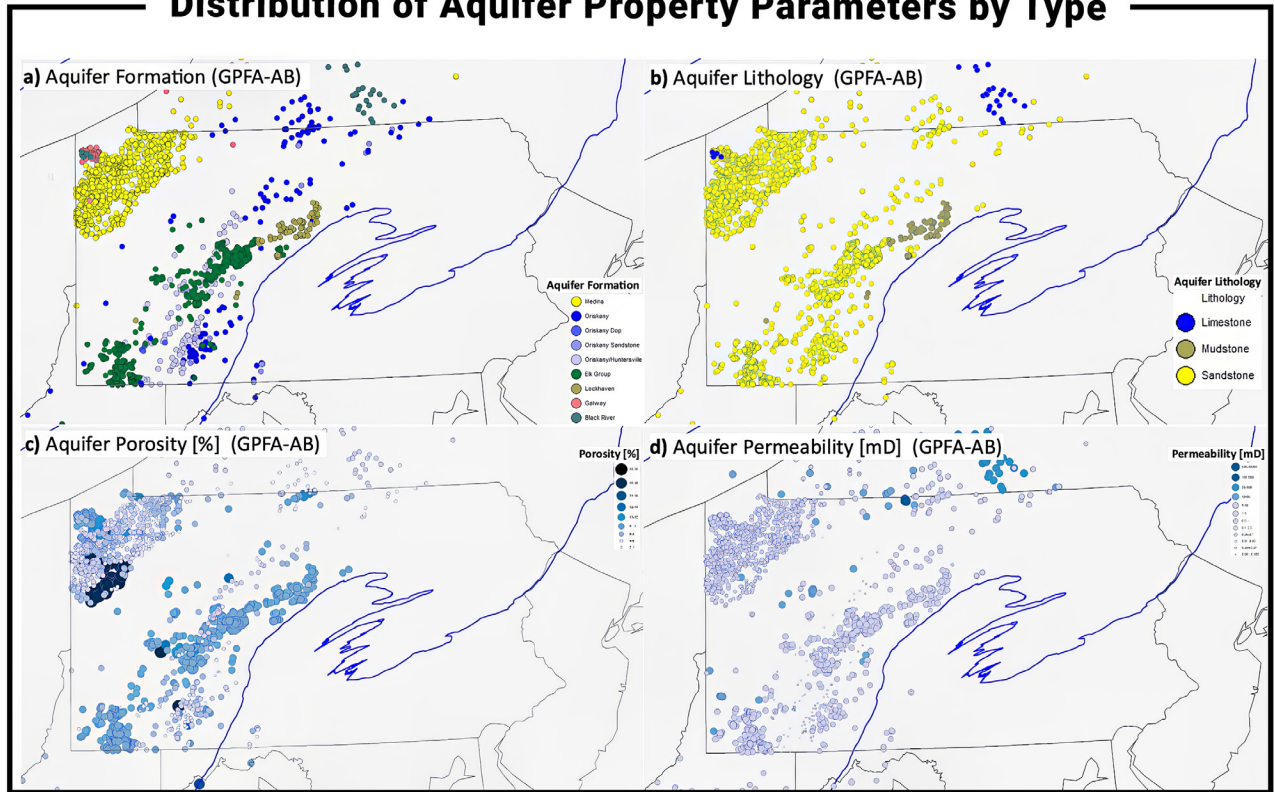 Distribution of Aquifer Property Parameters by Type
a) Aquifer Formation (GPFA-AB)
b) Aquifer Lithology (GPFA-AB)
Aquifer Formation
Medina
Oriskany
Oriskany Dop
Oriskany Sandstone
Oriskany/Huntersville
Elk Group
Lockhaven
Galway
Black River
Aquifer Lithology
Lithology
Limestone
Mudstone
Sandstone
c) Aquifer Porosity [%] (GPFA-AB)
d) Aquifer Permeability [mD] (GPFA-AB)
Porosity [%]
Permeability [mD]